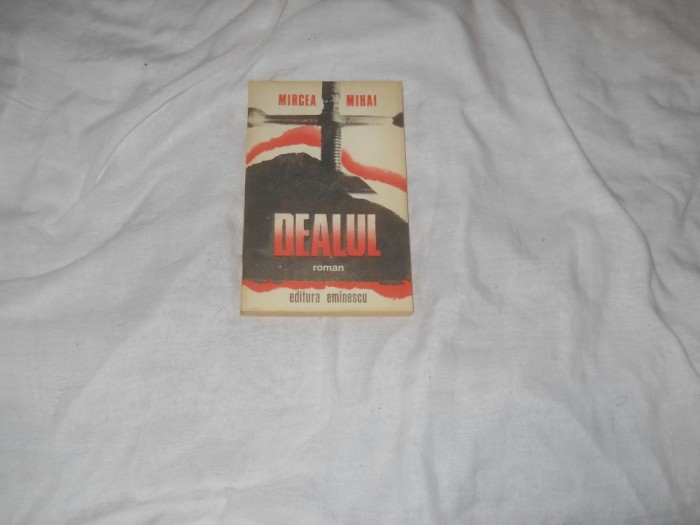 MIRCEA MIHAI
DEALUL
roman
editura eminescu